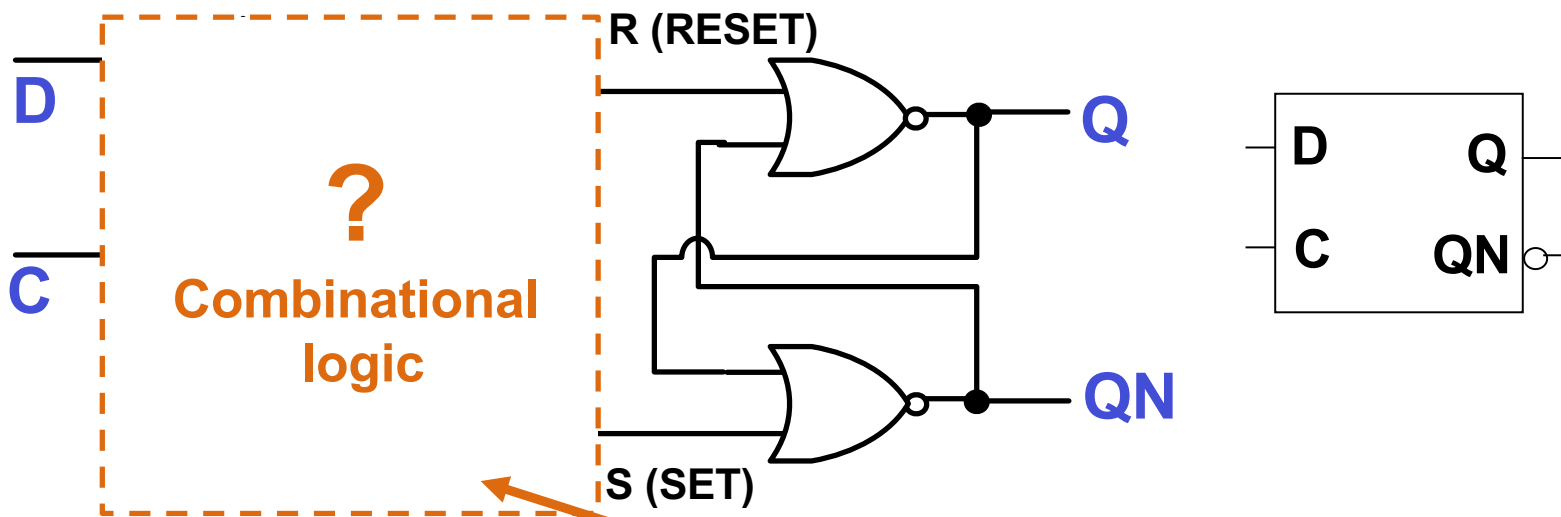 R (RESET)
D
?
Combinational
logic
C
S (SET)
Q
QN
D
Q
C
QN